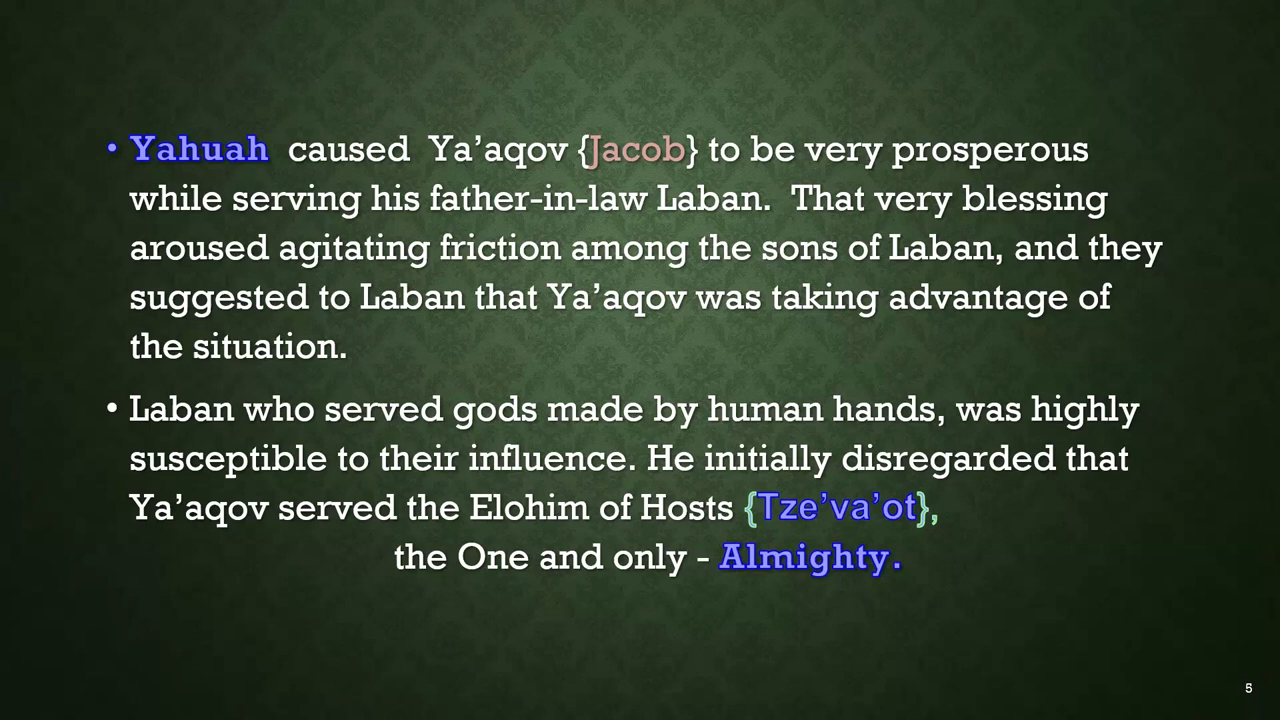 • Yahuah caused Ya’aqov {Jacob} to be very prosperous
while serving his father-in-law Laban. That very blessing
aroused agitating friction among the sons of Laban, and they
suggested to Laban that Ya’aqov was taking advantage of
the situation.
• Laban who served gods made by human hands, was highly
susceptible to their influence. He initially disregarded that
Ya’aqov served the Elohim of Hosts {Tze’va’ot},
the One and only - Almighty.
5